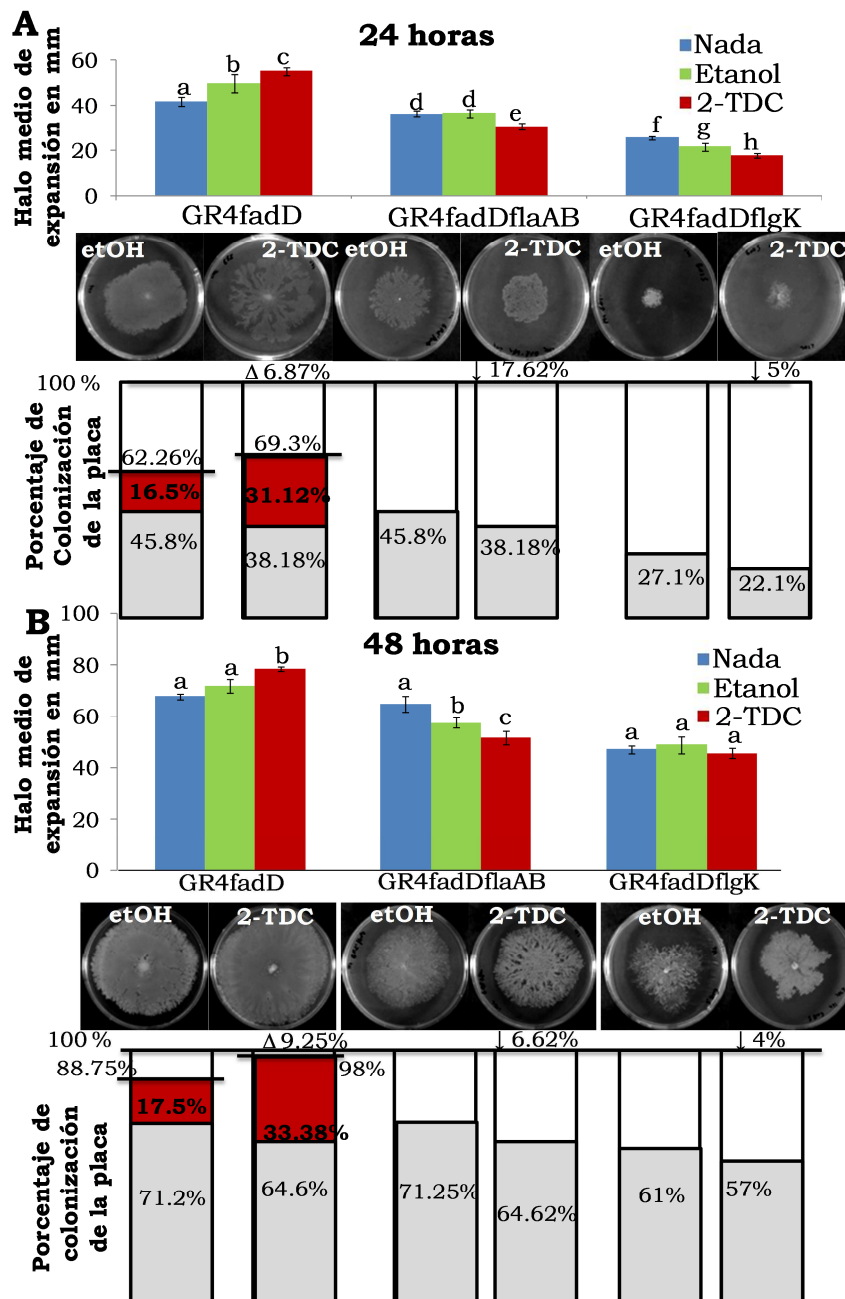 A
24 horas
Halo medio de
expansión en mm
60
40
20
0
Nada
Etanol
2-TDC
a
b
c
d
d
e
f
g
h
GR4fadD
GR4fadDflaAB
GR4fadDflgK
etOH
2-TDC
etOH
2-TDC
etOH
2-TDC
100 %
Δ 6.87%
↓ 17.62%
↓ 5%
Porcentaje de
Colonización
de la placa
62.26%
69.3%
16.5%
31.12%
45.8%
38.18%
45.8%
38.18%
27.1%
22.1%
B
48 horas
Halo medio de
expansión en mm
100
80
60
40
20
0
Nada
Etanol
2-TDC
a
a
b
a
b
c
a
a
a
GR4fadD
GR4fadDflaAB
GR4fadDflgK
etOH
2-TDC
etOH
2-TDC
etOH
2-TDC
100 %
Δ 9.25%
↓ 6.62%
↓ 4%
88.75%
98%
Porcentaje de
colonización
de la placa
17.5%
33.38%
71.2%
64.6%
71.25%
64.62%
61%
57%